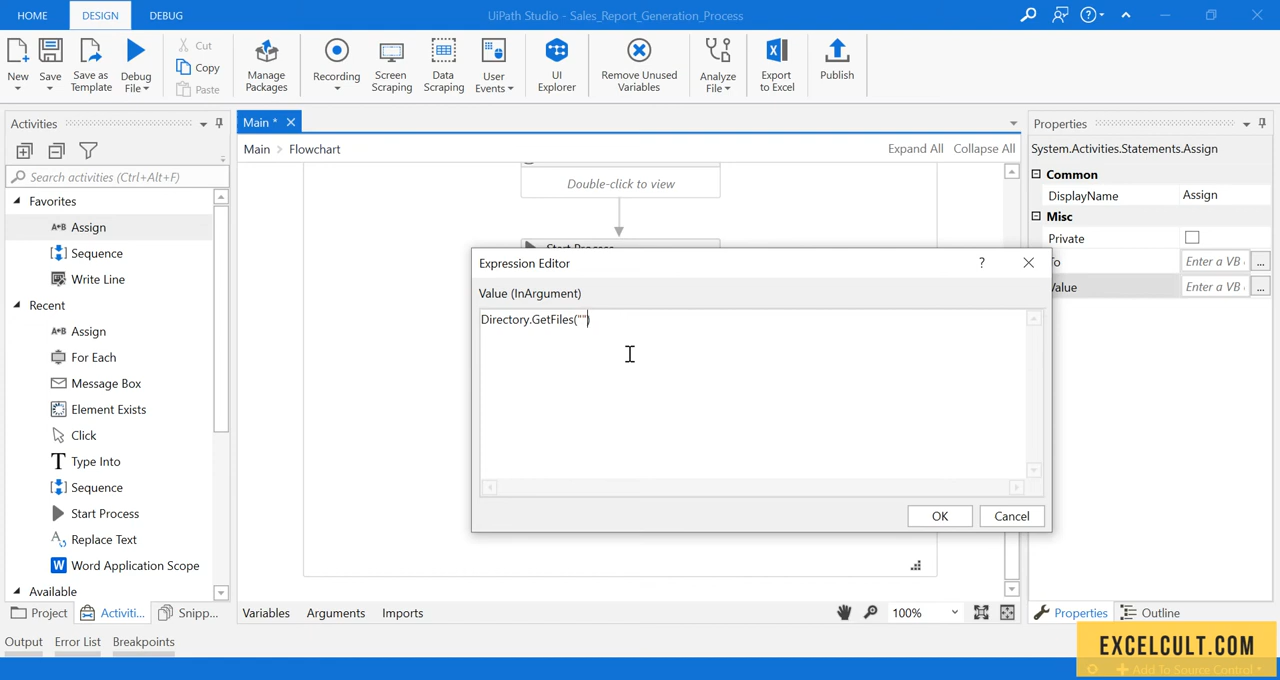 HOME DESIGN DEBUG UiPath Studio - Sales_Report_Generation_Process
New Save Save as Template Debug File Cut Copy Paste Manage Packages Recording Screen Scraping Data Scraping User Events UI Explorer Remove Unused Variables Analyze File Export to Excel Publish
Activities
Search activities (Ctrl+Alt+F)
Favorites
Assign
Sequence
Write Line
Recent
Assign
For Each
Message Box
Element Exists
Click
Type Into
Sequence
Start Process
Replace Text
Word Application Scope
Available
Project Activiti... Snipp...
Main *
Main > Flowchart Expand All Collapse All
Double-click to view
Start Process
Expression Editor ?
Value (InArgument)
Directory.GetFiles("")
OK Cancel
Variables Arguments Imports 100%
Properties
System.Activities.Statements.Assign
Common
DisplayName Assign
Misc
Private
To Enter a VB ...
Value Enter a VB ...
Properties Outline
Output Error List Breakpoints
EXCELCULT.COM
Add To Source Control